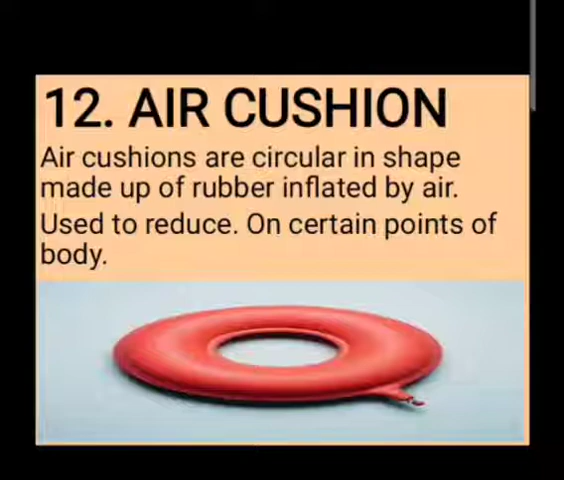 12. AIR CUSHION
Air cushions are circular in shape
made up of rubber inflated by air.
Used to reduce. On certain points of
body.